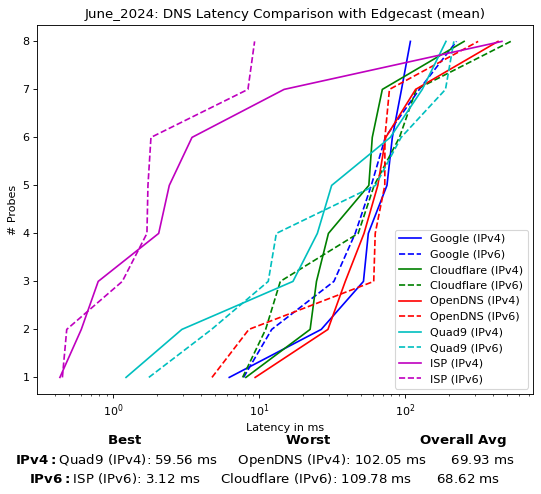 June_2024: DNS Latency Comparison with Edgecast (mean)
# Probes
8
7
6
5
4
3
2
1
Google (IPv4)
Google (IPv6)
Cloudflare (IPv4)
Cloudflare (IPv6)
OpenDNS (IPv4)
OpenDNS (IPv6)
Quad9 (IPv4)
Quad9 (IPv6)
ISP (IPv4)
ISP (IPv6)
10⁰ 10¹ 10²
Latency in ms
Best Worst Overall Avg
IPv4: Quad9 (IPv4): 59.56 ms OpenDNS (IPv4): 102.05 ms 69.93 ms
IPv6: ISP (IPv6): 3.12 ms Cloudflare (IPv6): 109.78 ms 68.62 ms